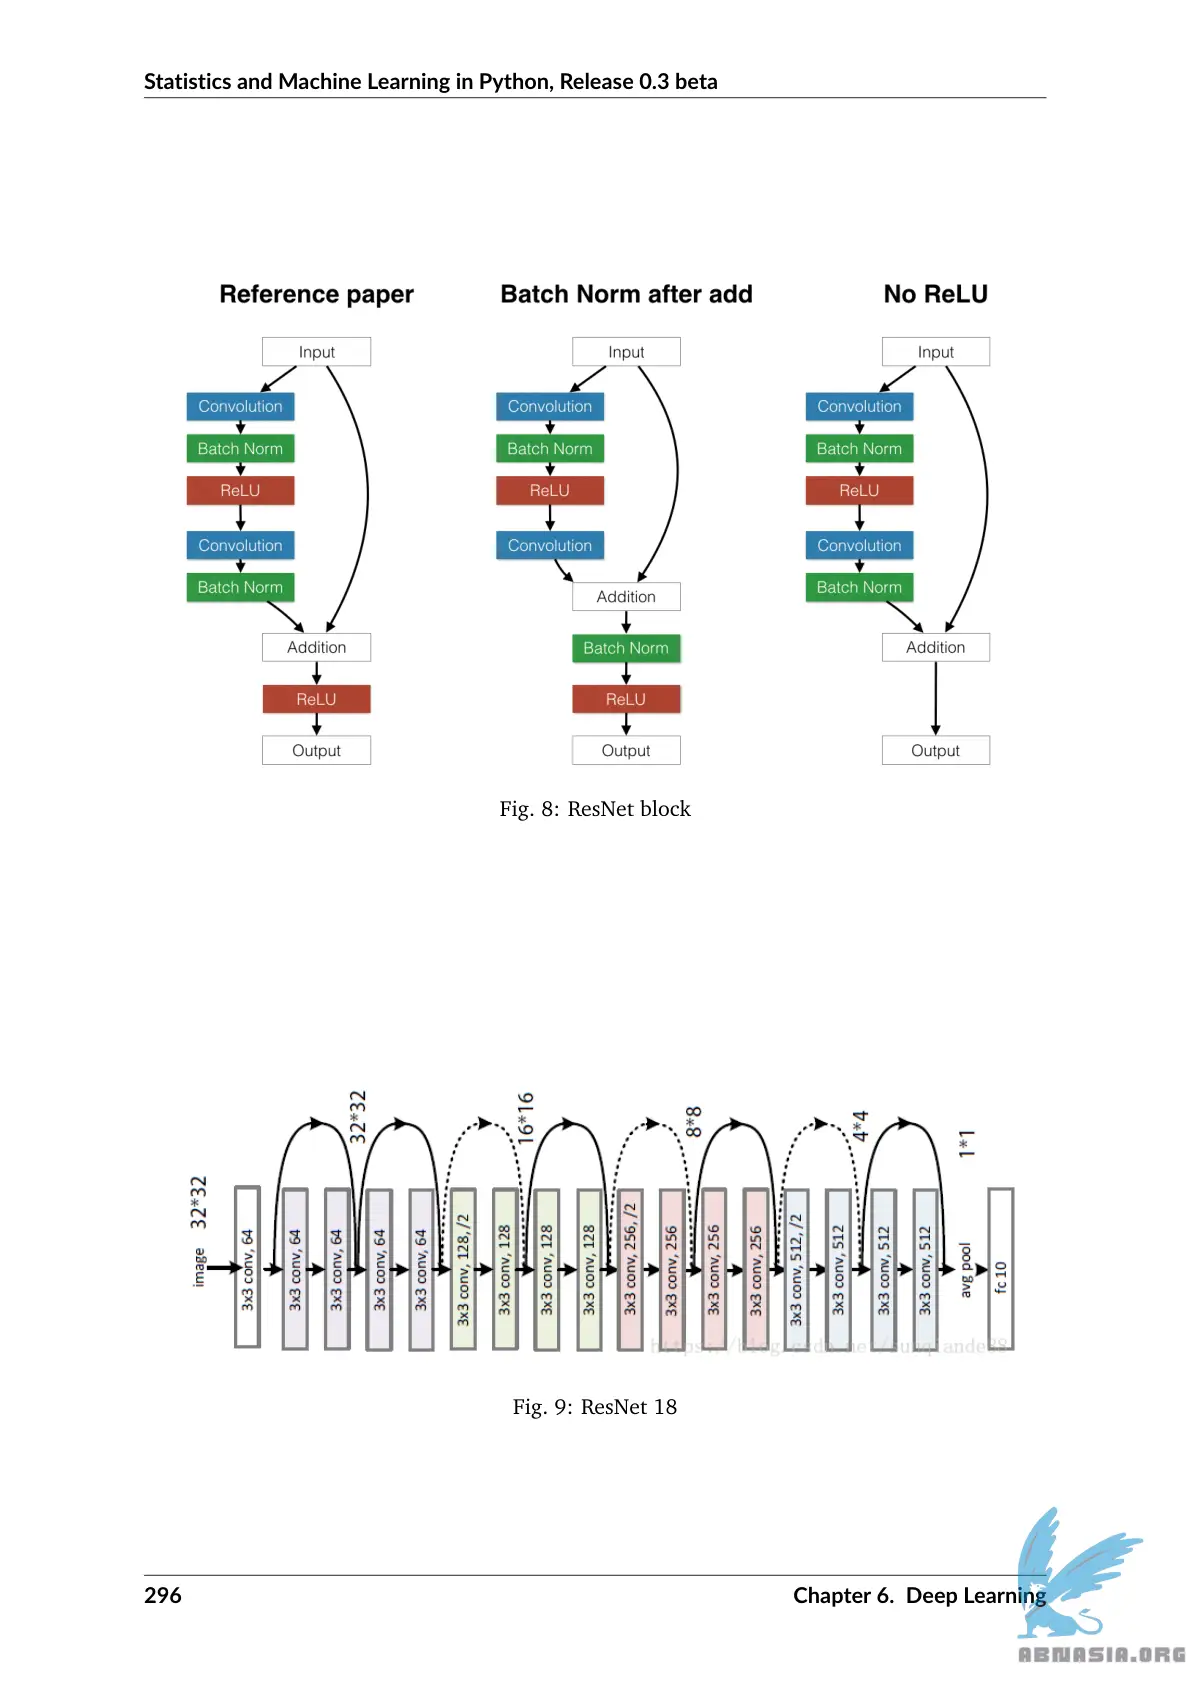 Statistics and Machine Learning in Python, Release 0.3 beta
Reference paper
Input
Convolution
Batch Norm
ReLU
Convolution
Batch Norm
Addition
ReLU
Output
Batch Norm after add
Input
Convolution
Batch Norm
ReLU
Convolution
Addition
Batch Norm
ReLU
Output
No ReLU
Input
Convolution
Batch Norm
ReLU
Convolution
Batch Norm
Addition
Output
Fig. 8: ResNet block
32*32
image
3x3 conv, 64
3x3 conv, 64
3x3 conv, 64
32*32
3x3 conv, 64
3x3 conv, 64
3x3 conv, 128, /2
3x3 conv, 128
16*16
3x3 conv, 128
3x3 conv, 128
3x3 conv, 256, /2
3x3 conv, 256
8*8
3x3 conv, 256
3x3 conv, 256
3x3 conv, 512, /2
3x3 conv, 512
4*4
3x3 conv, 512
3x3 conv, 512
1*1
avg pool
fc 10
Fig. 9: ResNet 18
296
Chapter 6. Deep Learning
ABNASIA.ORG